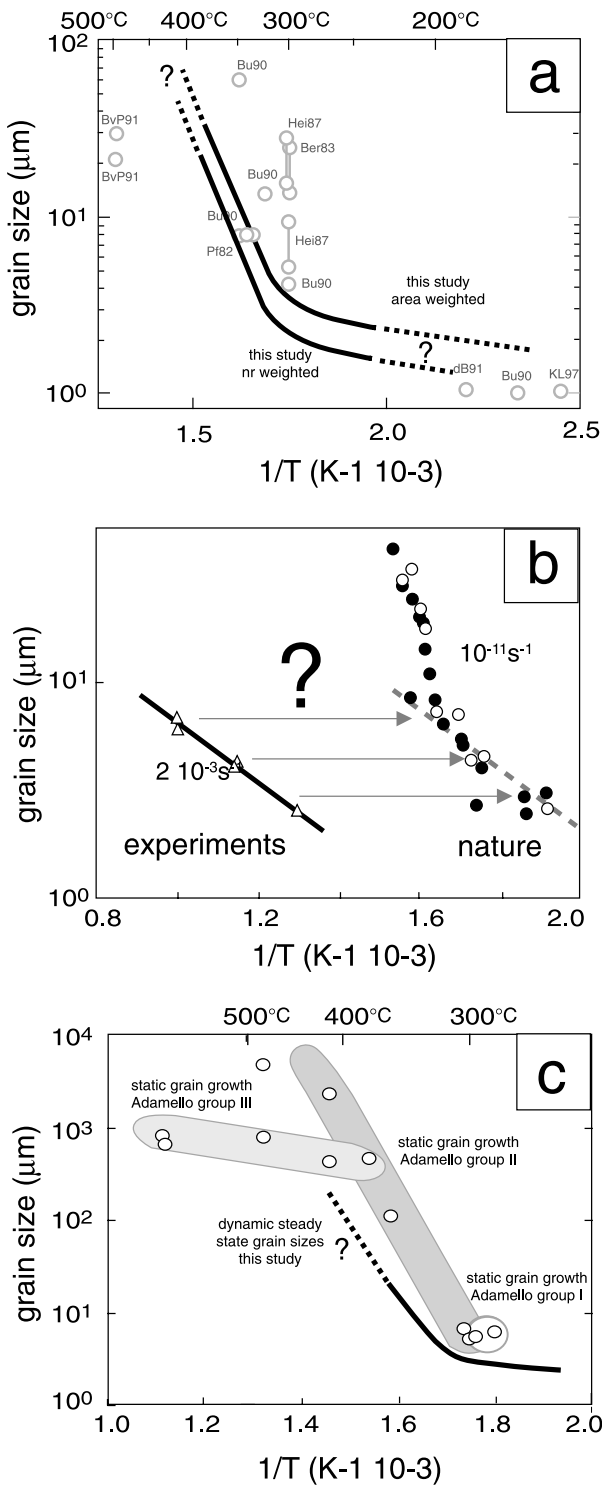 500°C 400°C 300°C 200°C
a
10²
10¹
10⁰
grain size (μm)
?
Bu90
BvP91
BvP91
Hei87
Ber83
Bu90
Pf82
Hei87
Bu90
this study
area weighted
this study
nr weighted
?
dB91
Bu90
KL97
1.5 2.0 2.5
1/T (K-1 10-3)
b
10¹
10⁰
grain size (μm)
?
10⁻¹¹s⁻¹
2 10⁻³s⁻¹
experiments
nature
0.8 1.2 1.6 2.0
1/T (K-1 10-3)
500°C 400°C 300°C
c
10⁴
10³
10²
10¹
10⁰
grain size (μm)
static grain growth
Adamello group III
static grain growth
Adamello group II
dynamic steady
state grain sizes
this study
?
static grain growth
Adamello group I
1.0 1.2 1.4 1.6 1.8 2.0
1/T (K-1 10-3)